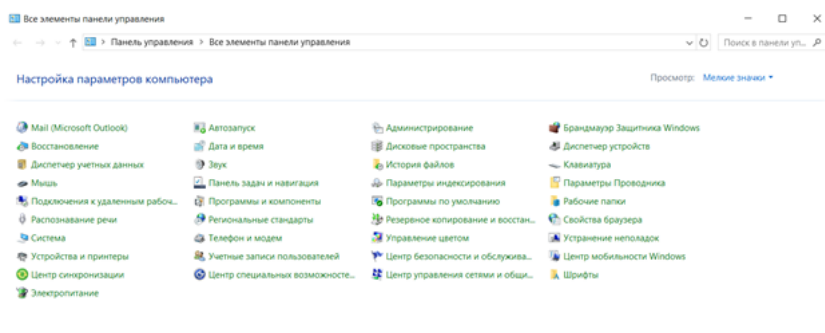 Все элементы панели управления
Панель управления > Все элементы панели управления
Поиск в панели уп...
Настройка параметров компьютера
Просмотр: Мелкие значки
Mail (Microsoft Outlook)
Автозапуск
Администрирование
Брандмауэр Защитника Windows
Восстановление
Дата и время
Дисковые пространства
Диспетчер устройств
Диспетчер учетных данных
Звук
История файлов
Клавиатура
Мышь
Панель задач и навигация
Параметры индексирования
Параметры Проводника
Подключения к удаленным рабоч...
Программы и компоненты
Программы по умолчанию
Рабочие папки
Распознавание речи
Региональные стандарты
Резервное копирование и восстан...
Свойства браузера
Система
Телефон и модем
Управление цветом
Устранение неполадок
Устройства и принтеры
Учетные записи пользователей
Центр безопасности и обслужива...
Центр мобильности Windows
Центр синхронизации
Центр специальных возможносте...
Центр управления сетями и общи...
Шрифты
Электропитание